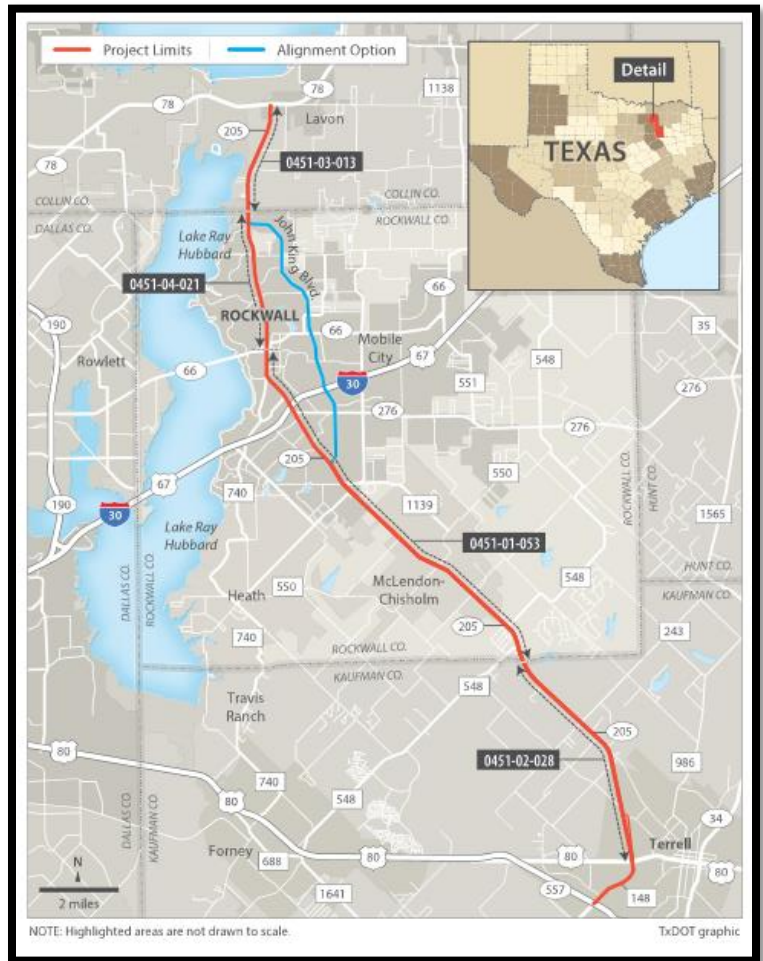 Project Limits
Alignment Option
Detail
TEXAS
78
1138
78
78
205
Lavon
0451-03-013
78
COLLIN CO.
DALLAS CO.
COLLIN CO.
ROCKWALL CO.
Lake Ray
Hubbard
John King Blvd.
0451-04-021
66
190
ROCKWALL
66
35
Mobile
City
67
Rowlett
66
548
30
551
276
276
276
205
550
67
740
190
30
1139
1565
ROCKWALL CO.
HUNT CO.
Lake Ray
Hubbard
0451-01-053
DALLAS CO.
ROCKWALL CO.
HUNT CO.
KAUFMAN CO.
548
McLendon-
Chisholm
550
Heath
740
205
243
ROCKWALL CO.
KAUFMAN CO.
548
Travis
Ranch
205
80
0451-02-028
986
740
548
80
DALLAS CO.
KAUFMAN CO.
34
Forney
688
80
80
Terrell
80
557
148
1641
N
2 miles
NOTE: Highlighted areas are not drawn to scale.
TxDOT graphic